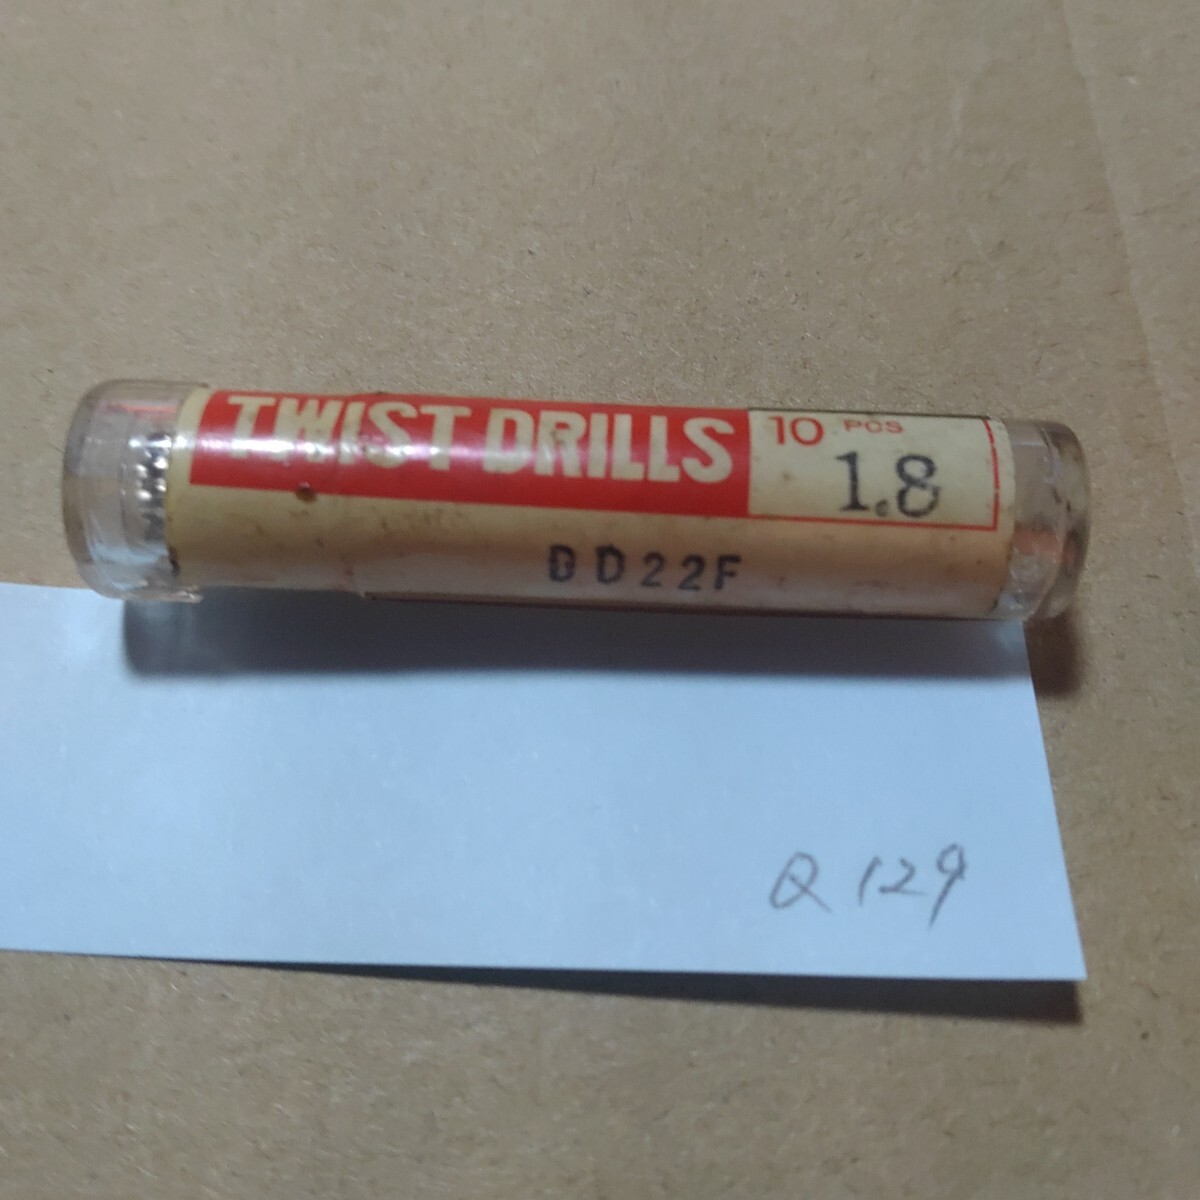 TWIST DRILLS
10 PCS
1.8
DD22F
Q129